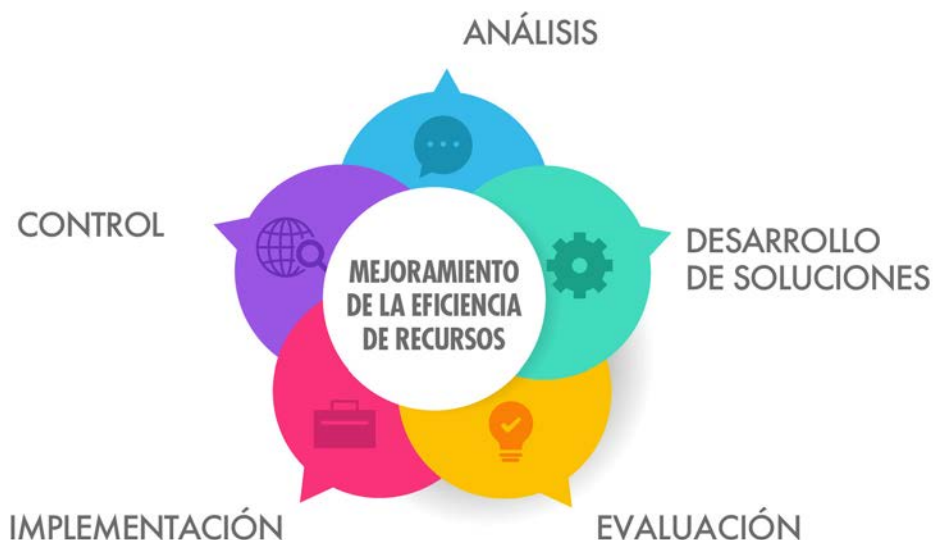 ANÁLISIS
CONTROL
DESARROLLO
DE SOLUCIONES
MEJORAMIENTO
DE LA EFICIENCIA
DE RECURSOS
IMPLEMENTACIÓN
EVALUACIÓN